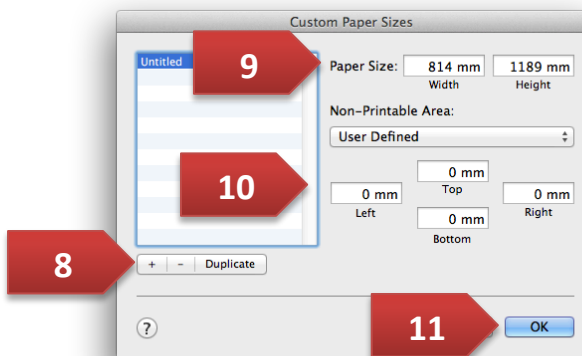 Custom Paper Sizes
Untitled
9
Paper Size: 814 mm 1189 mm
Width Height
Non-Printable Area:
User Defined
10
0 mm
Top
0 mm 0 mm
Left Right
0 mm
Bottom
8
+ - Duplicate
? 11 OK